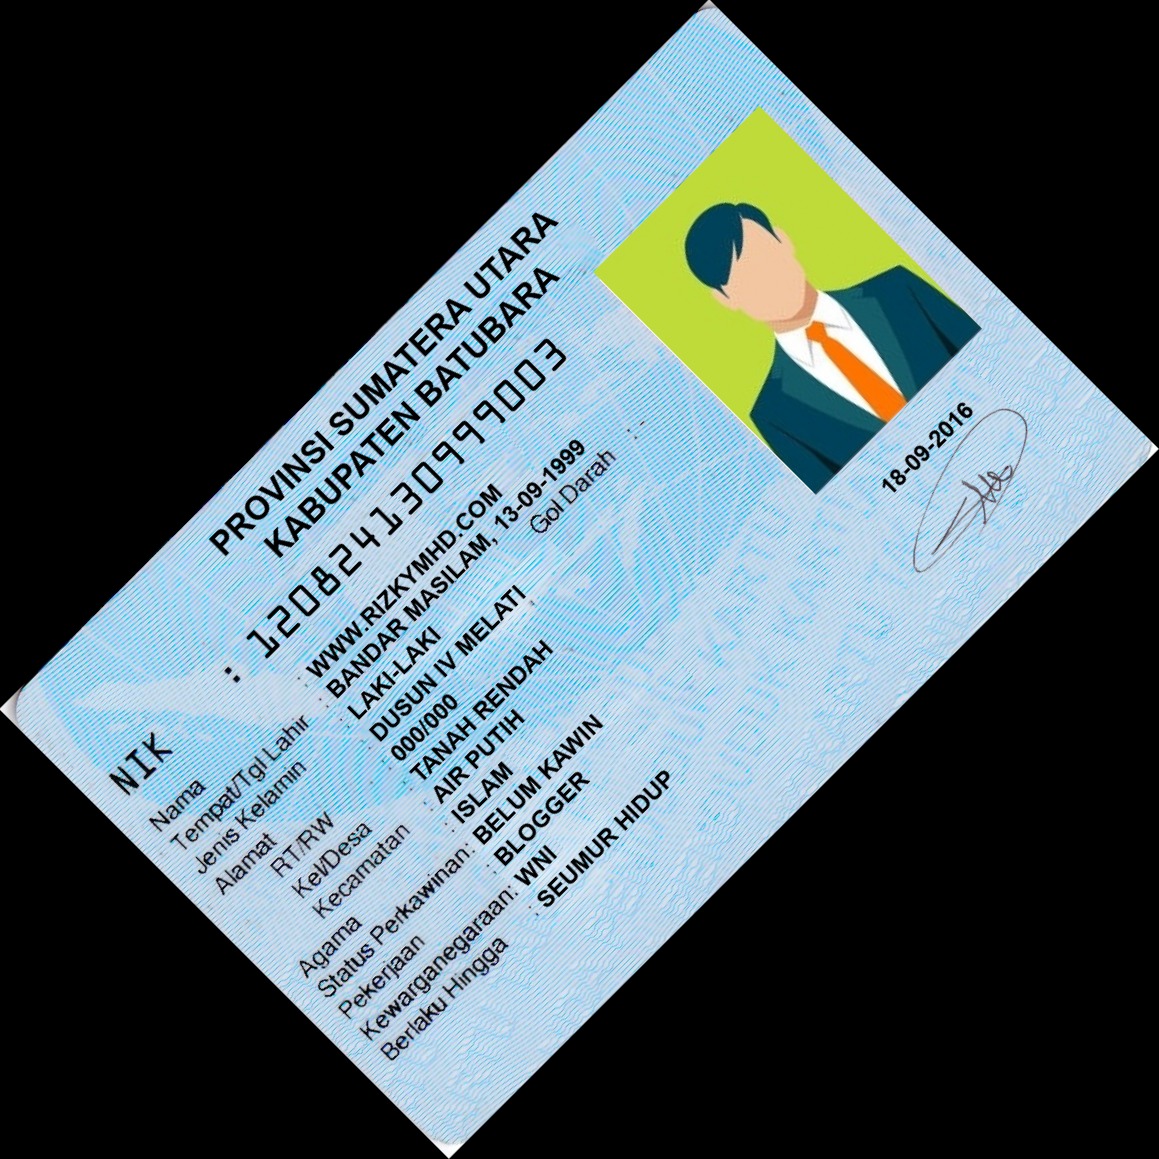 PROVINSI SUMATERA UTARA
KABUPATEN BATUBARA
NIK : 1208241309999003
Nama : WWW.RIZKYMHD.COM
Tempat/Tgl Lahir : BANDAR MASILAM, 13-09-1999
Jenis Kelamin : LAKI-LAKI Gol Darah : -
Alamat : DUSUN IV MELATI
RT/RW : 000/000
Kel/Desa : TANAH RENDAH
Kecamatan : AIR PUTIH
Agama : ISLAM
Status Perkawinan: BELUM KAWIN
Pekerjaan : BLOGGER
Kewarganegaraan: WNI
Berlaku Hingga : SEUMUR HIDUP
18-09-2016